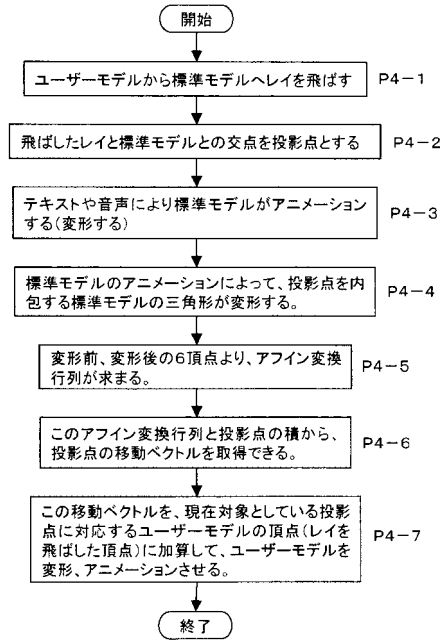 開始
ユーザーモデルから標準モデルへレイを飛ばす
P4-1
飛ばしたレイと標準モデルとの交点を投影点とする
P4-2
テキストや音声により標準モデルがアニメーション
する(変形する)
P4-3
標準モデルのアニメーションによって、投影点を内
包する標準モデルの三角形が変形する。
P4-4
変形前、変形後の6頂点より、アフイン変換
行列が求まる。
P4-5
このアフイン変換行列と投影点の積から、
投影点の移動ベクトルを取得できる。
P4-6
この移動ベクトルを、現在対象としている投影
点に対応するユーザーモデルの頂点(レイを
飛ばした頂点)に加算して、ユーザーモデルを
変形、アニメーションさせる。
P4-7
終了